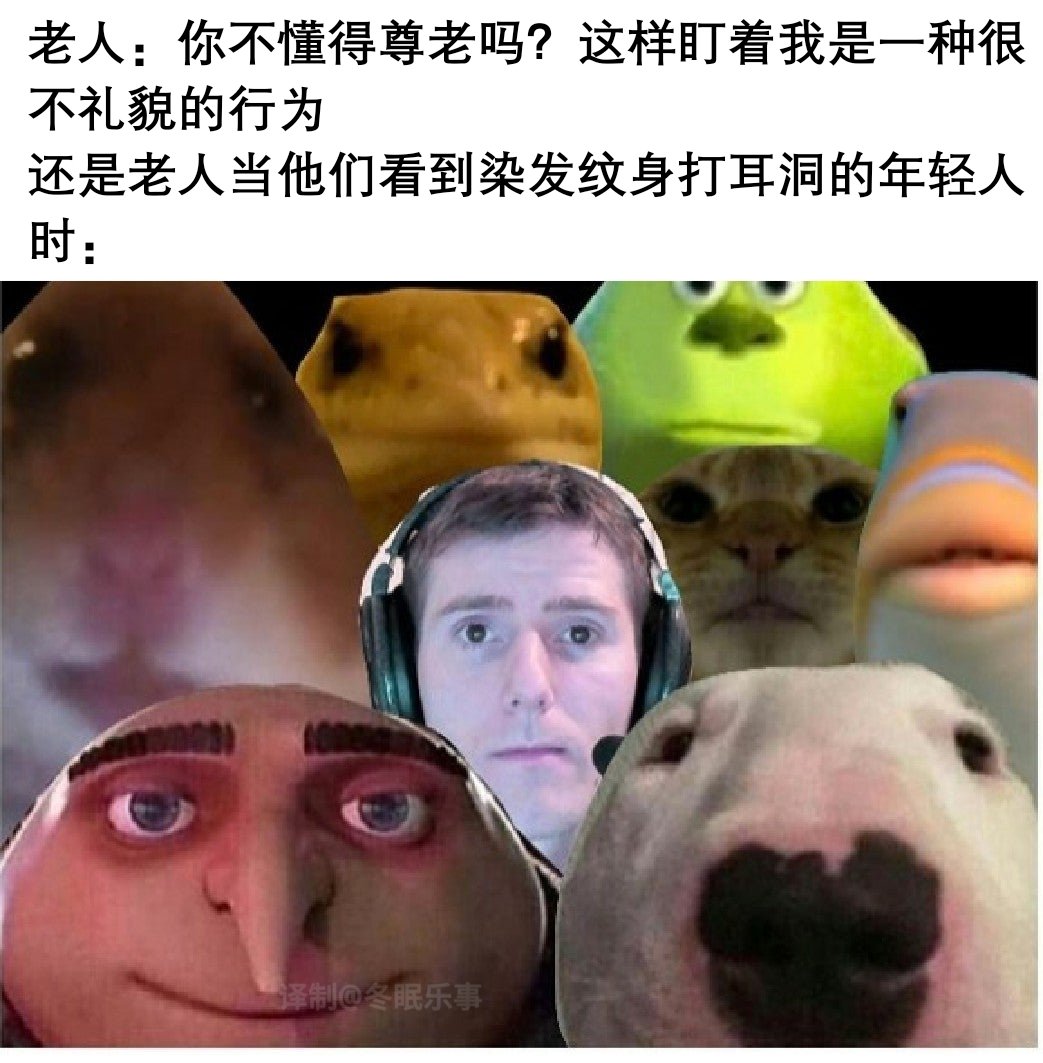 老人：你不懂得尊老吗？这样盯着我是一种很
不礼貌的行为
还是老人当他们看到染发纹身打耳洞的年轻人
时：
译制@冬眠乐事